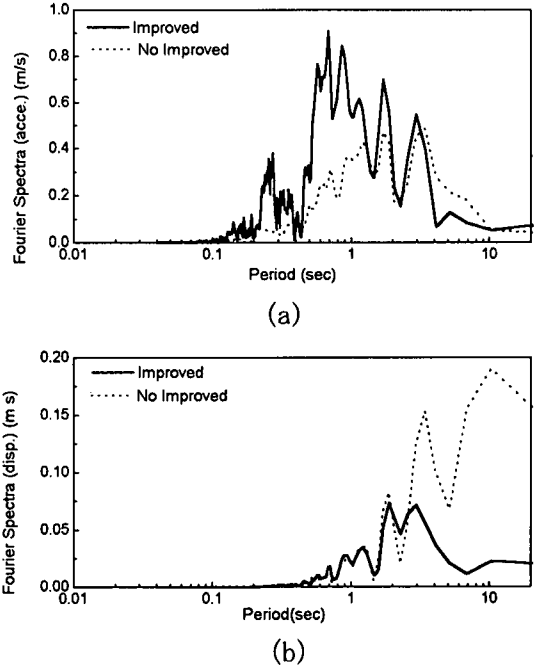 1.0
0.8
0.6
0.4
0.2
0.0
Fourier Spectra (acce.) (m/s)
Improved
No Improved
0.01
0.1
1
10
Period (sec)
(a)
0.20
0.15
0.10
0.05
0.00
Fourier Spectra (disp.) (m s)
Improved
No Improved
0.01
0.1
1
10
Period(sec)
(b)